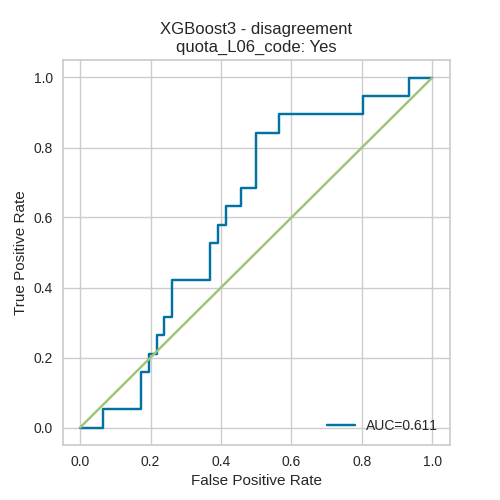 XGBoost3 - disagreement
quota_L06_code: Yes
True Positive Rate
1.0
0.8
0.6
0.4
0.2
0.0
AUC=0.611
0.0 0.2 0.4 0.6 0.8 1.0
False Positive Rate